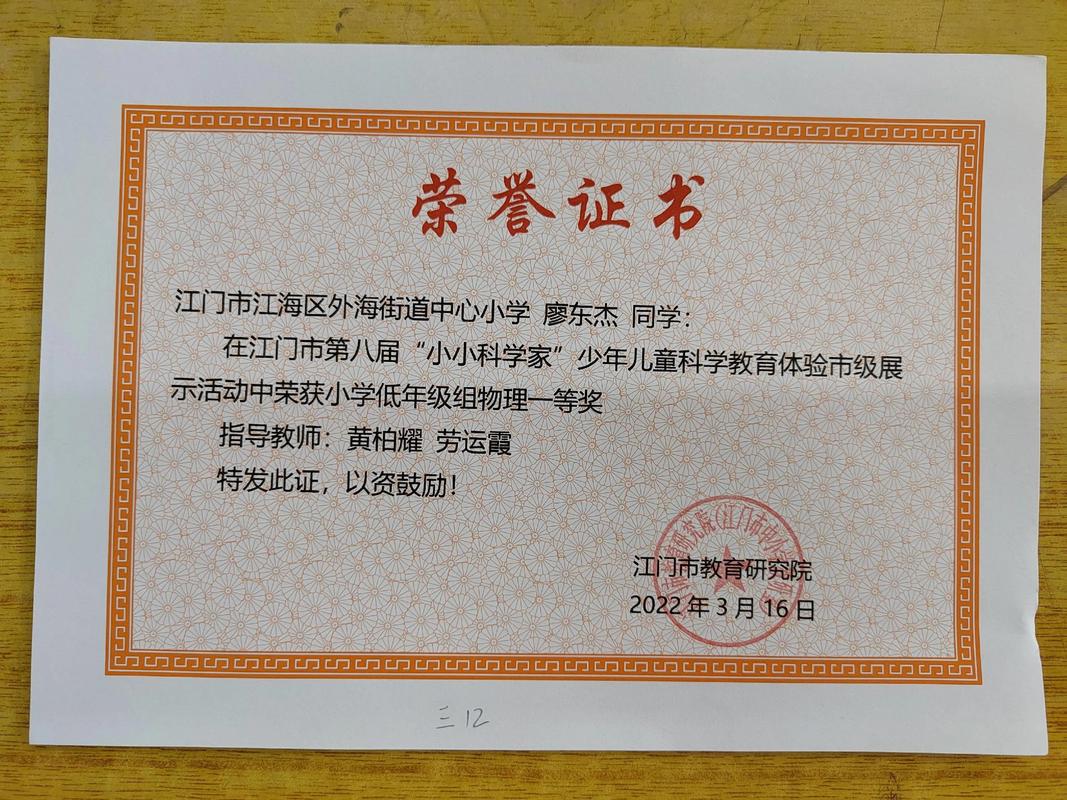 荣誉证书
江门市江海区外海街道中心小学 廖东杰 同学：
在江门市第八届“小小科学家”少年儿童科学教育体验市级展
示活动中荣获小学低年级组物理一等奖
指导教师：黄柏耀 劳运霞
特发此证，以资鼓励！
江门市教育研究院
2022年3月16日
三12